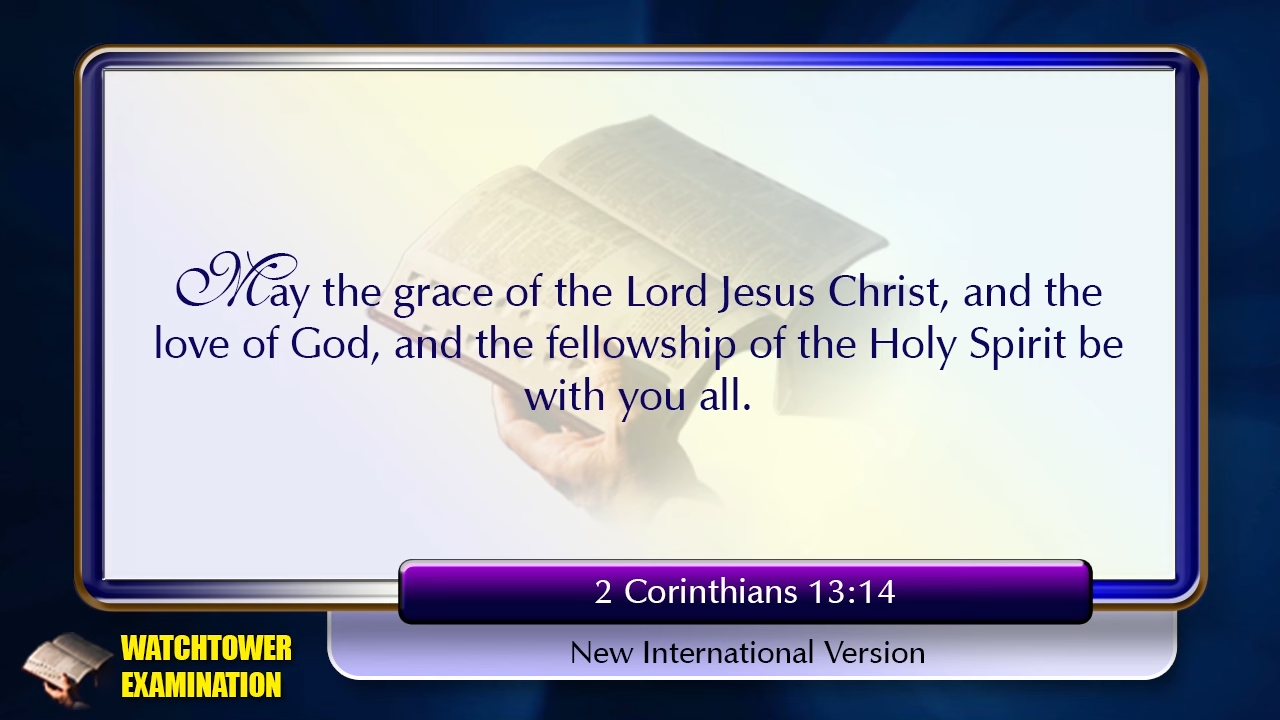 May the grace of the Lord Jesus Christ, and the
love of God, and the fellowship of the Holy Spirit be
with you all.
2 Corinthians 13:14
New International Version
WATCHTOWER
EXAMINATION